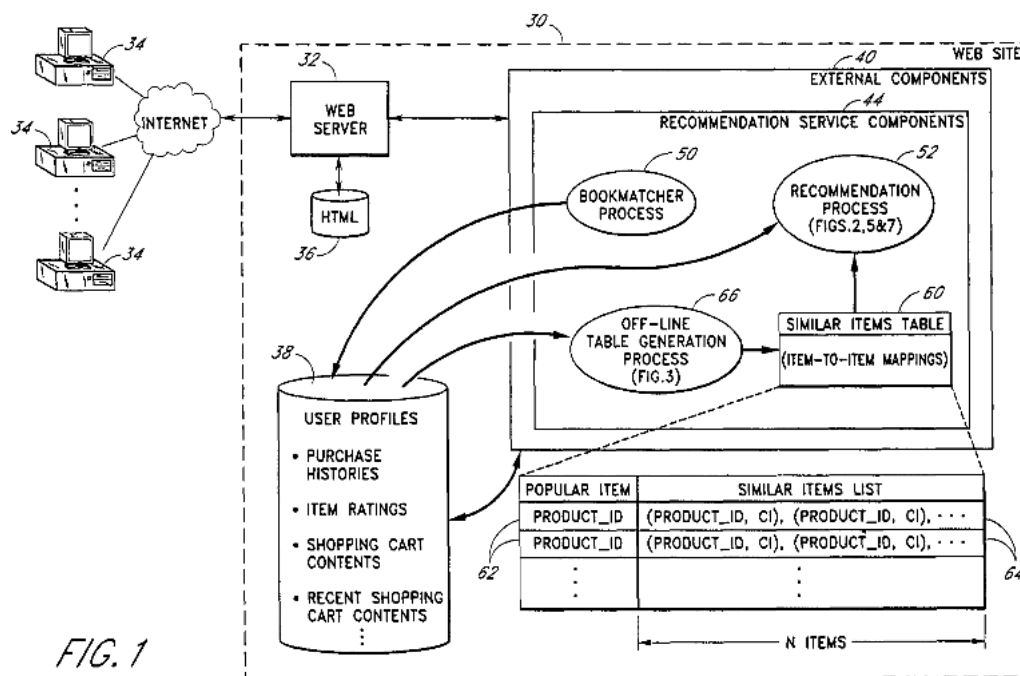 30
WEB SITE
34
32
40
EXTERNAL COMPONENTS
44
RECOMMENDATION SERVICE COMPONENTS
INTERNET
WEB
SERVER
34
50
BOOKMATCHER
PROCESS
52
RECOMMENDATION
PROCESS
(FIGS.2,5&7)
HTML
36
34
66
OFF-LINE
TABLE GENERATION
PROCESS
(FIG.3)
60
SIMILAR ITEMS TABLE
(ITEM-TO-ITEM MAPPINGS)
38
USER PROFILES
• PURCHASE
HISTORIES
• ITEM RATINGS
• SHOPPING CART
CONTENTS
• RECENT SHOPPING
CART CONTENTS
POPULAR ITEM
SIMILAR ITEMS LIST
PRODUCT_ID
(PRODUCT_ID, CI), (PRODUCT_ID, CI), · · ·
PRODUCT_ID
(PRODUCT_ID, CI), (PRODUCT_ID, CI), · · ·
62
64
N ITEMS
FIG. 1